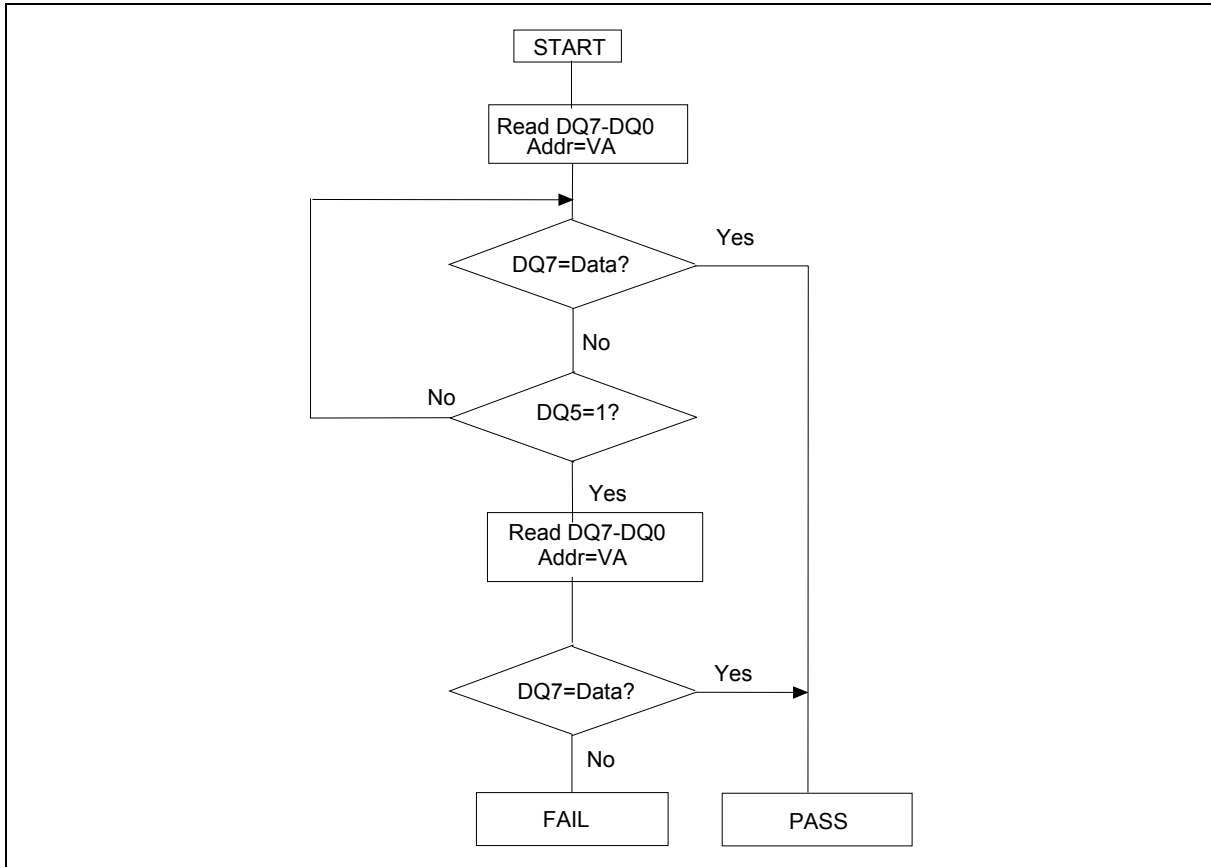 START
Read DQ7-DQ0
Addr=VA
Yes
DQ7=Data?
No
No
DQ5=1?
Yes
Read DQ7-DQ0
Addr=VA
Yes
DQ7=Data?
No
FAIL
PASS